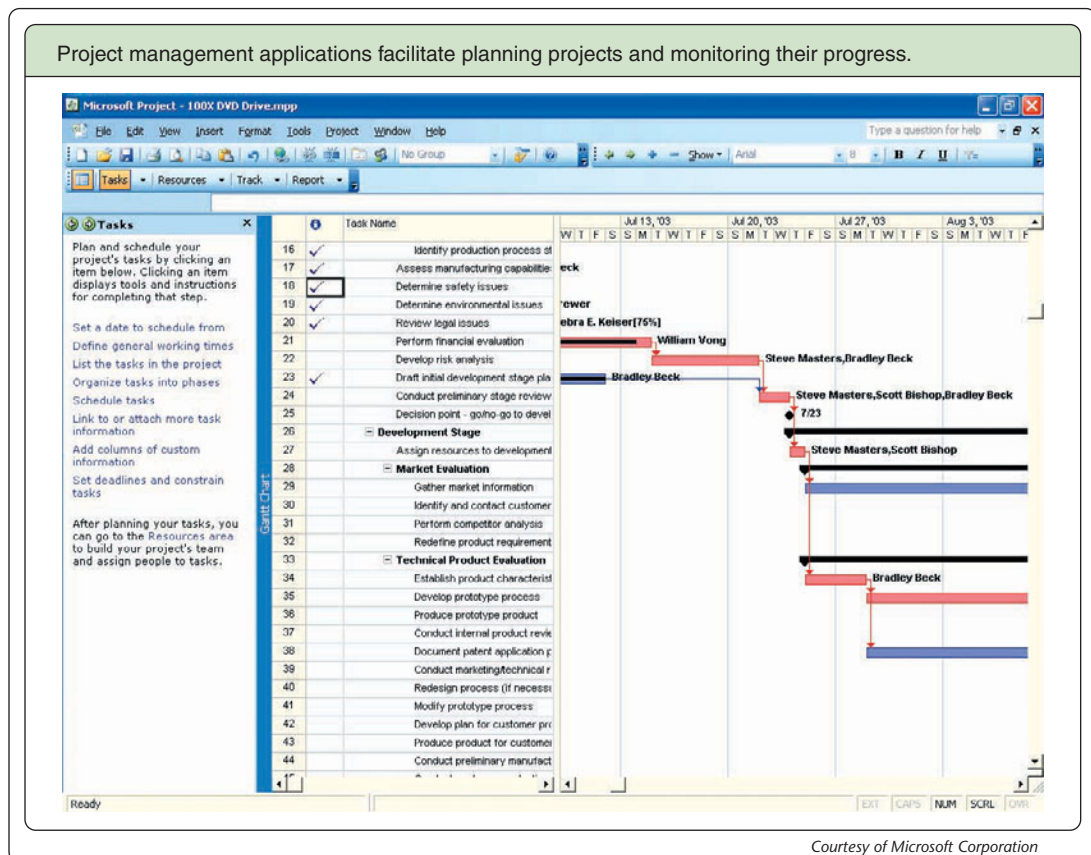 Project management applications facilitate planning projects and monitoring their progress.
Microsoft Project - 100X DVD Drive.mpp
File Edit View Insert Format Tools Project Window Help
Type a question for help
No Group
Show
Arial
8
B I U
Tasks Resources Track Report
Tasks
Plan and schedule your
project's tasks by clicking an
item below. Clicking an item
displays tools and instructions
for completing that step.
Set a date to schedule from
Define general working times
List the tasks in the project
Organize tasks into phases
Schedule tasks
Link to or attach more task
information
Add columns of custom
information
Set deadlines and constrain
tasks
After planning your tasks, you
can go to the Resources area
to build your project's team
and assign people to tasks.
Gantt Chart
Task Name
Jul 13, '03 Jul 20, '03 Jul 27, '03 Aug 3, '03
W T F S S M T W T F S S M T W T F S S M T W T F S S M T W T F
16 Identify production process st
17 Assess manufacturing capabilitie eck
18 Determine safety issues
19 Determine environmental issues rewer
20 Review legal issues ebra E. Keiser[75%]
21 Perform financial evaluation William Vong
22 Develop risk analysis Steve Masters,Bradley Beck
23 Draft initial development stage pla Bradley Beck
24 Conduct preliminary stage review Steve Masters,Scott Bishop,Bradley Beck
25 Decision point - go/no-go to devel 7/23
26 Development Stage
27 Assign resources to development Steve Masters,Scott Bishop
28 Market Evaluation
29 Gather market information
30 Identify and contact customer
31 Perform competitor analysis
32 Redefine product requirement
33 Technical Product Evaluation
34 Establish product characterist Bradley Beck
35 Develop prototype process
36 Produce prototype product
37 Conduct internal product revie
38 Document patent application p
39 Conduct marketing/technical r
40 Redesign process (if necess
41 Modify prototype process
42 Develop plan for customer pro
43 Produce product for customer
44 Conduct preliminary manufact
Ready
EXT CAPS NUM SCRL OVR
Courtesy of Microsoft Corporation